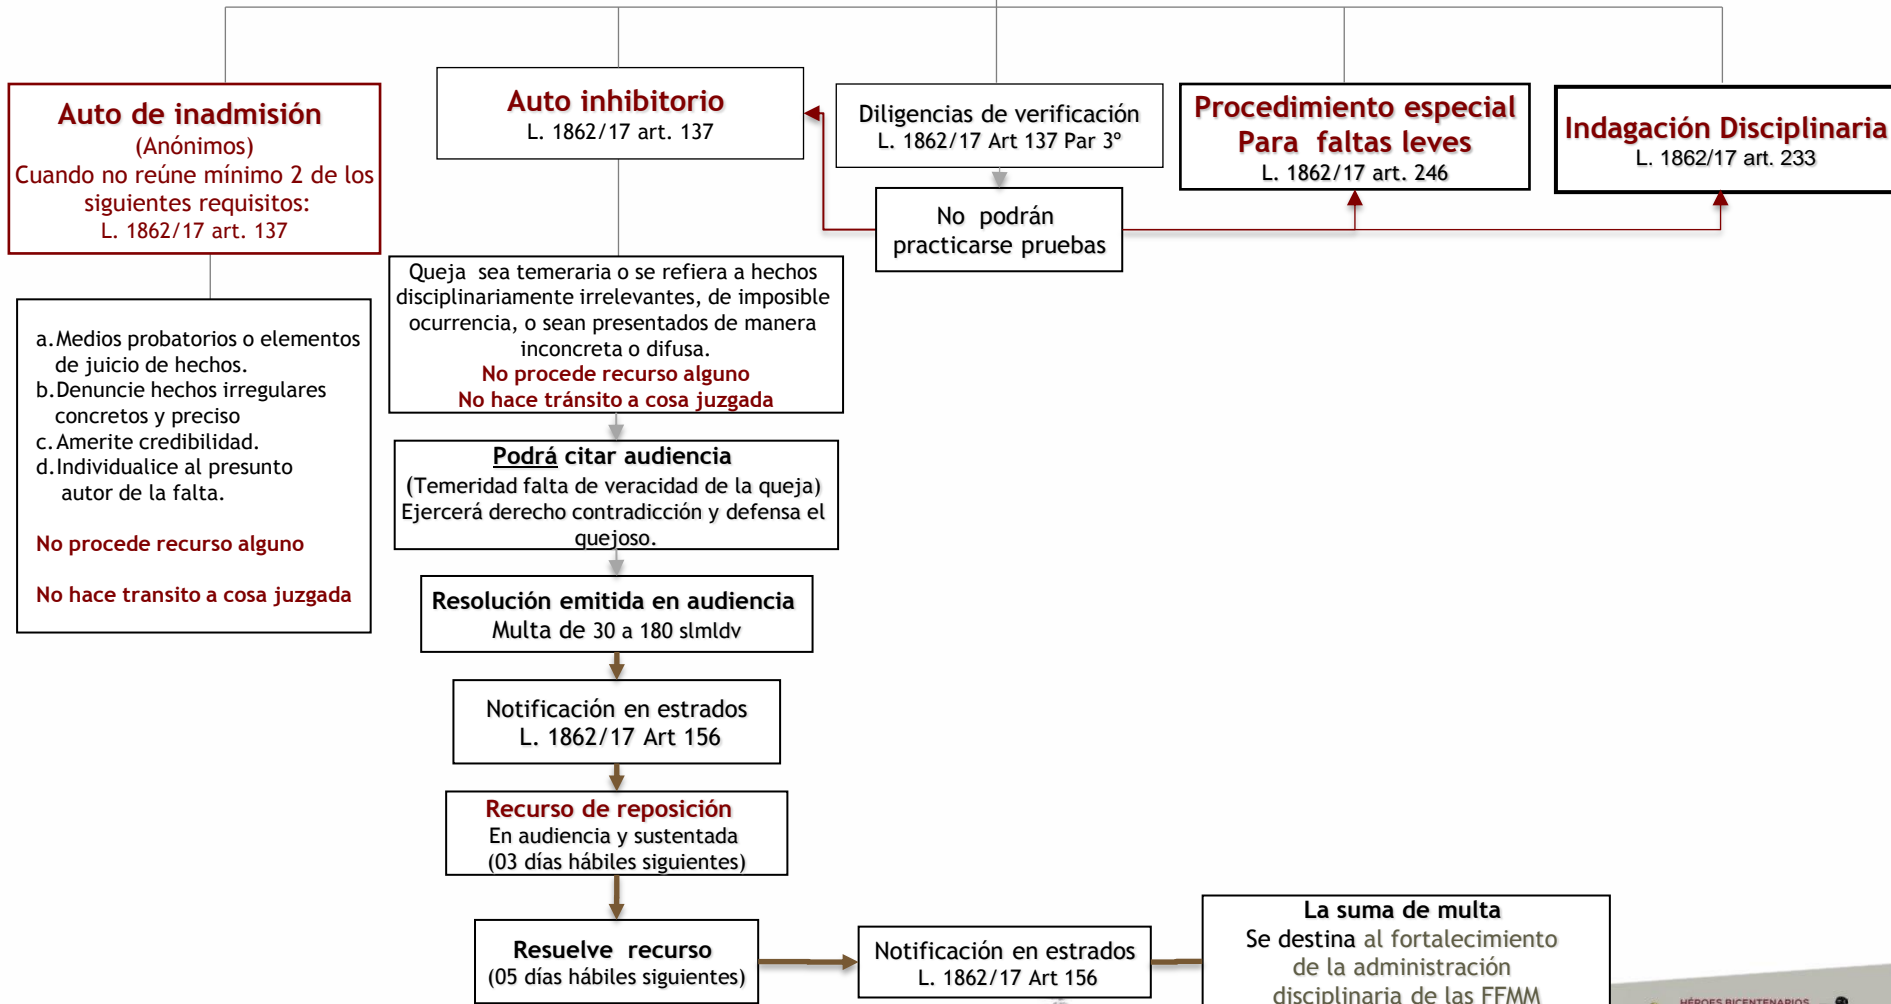 Auto de inadmisión
(Anónimos)
Cuando no reúne mínimo 2 de los
siguientes requisitos:
L. 1862/17 art. 137
a.Medios probatorios o elementos
de juicio de hechos.
b.Denuncie hechos irregulares
concretos y preciso
c.Amerite credibilidad.
d.Individualice al presunto
autor de la falta.
No procede recurso alguno
No hace transito a cosa juzgada
Auto inhibitorio
L. 1862/17 art. 137
Queja sea temeraria o se refiera a hechos
disciplinariamente irrelevantes, de imposible
ocurrencia, o sean presentados de manera
inconcreta o difusa.
No procede recurso alguno
No hace tránsito a cosa juzgada
Podrá citar audiencia
(Temeridad falta de veracidad de la queja)
Ejercerá derecho contradicción y defensa el
quejoso.
Resolución emitida en audiencia
Multa de 30 a 180 slmldv
Notificación en estrados
L. 1862/17 Art 156
Recurso de reposición
En audiencia y sustentada
(03 días hábiles siguientes)
Resuelve recurso
(05 días hábiles siguientes)
Notificación en estrados
L. 1862/17 Art 156
La suma de multa
Se destina al fortalecimiento
de la administración
disciplinaria de las FFMM
Diligencias de verificación
L. 1862/17 Art 137 Par 3º
No podrán
practicarse pruebas
Procedimiento especial
Para faltas leves
L. 1862/17 art. 246
Indagación Disciplinaria
L. 1862/17 art. 233
HÉROES BICENTENARIOS